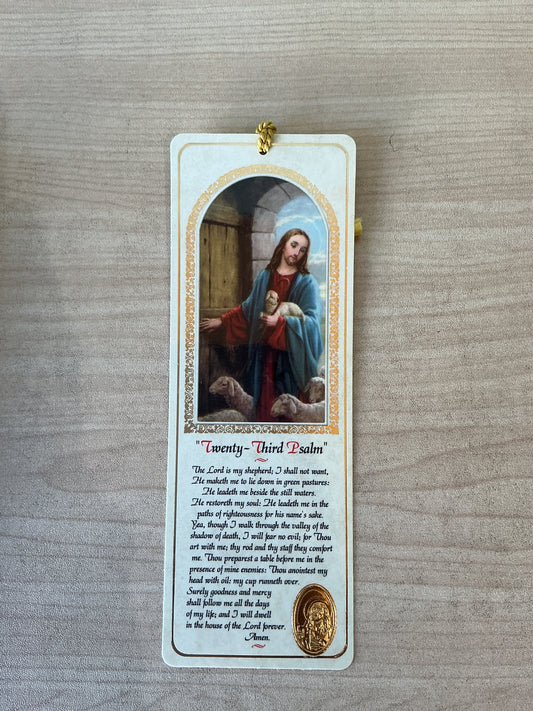 "Twenty-Third Psalm"
The Lord is my shepherd; I shall not want,
He maketh me to lie down in green pastures:
He leadeth me beside the still waters.
He restoreth my soul: He leadeth me in the
paths of righteousness for his name's sake.
Yea, though I walk through the valley of the
shadow of death, I will fear no evil; for Thou
art with me; thy rod and thy staff they comfort
me. Thou preparest a table before me in the
presence of mine enemies: Thou anointest my
head with oil: my cup runneth over.
Surely goodness and mercy
shall follow me all the days
of my life; and I will dwell
in the house of the Lord forever.
Amen.